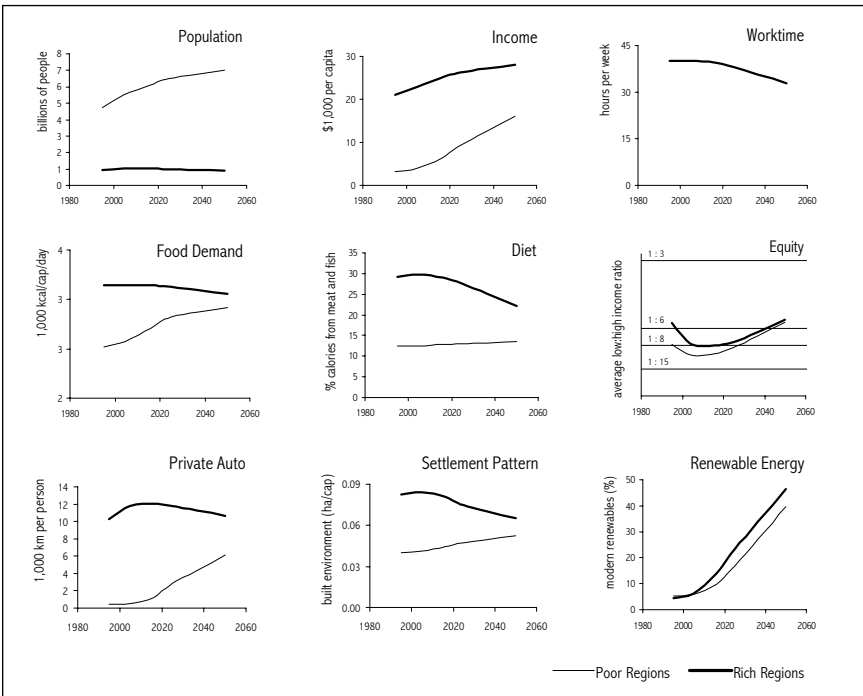 Population
billions of people
8
7
6
5
4
3
2
1
0
1980 2000 2020 2040 2060
Income
$1,000 per capita
30
20
10
0
1980 2000 2020 2040 2060
Worktime
hours per week
45
30
15
0
1980 2000 2020 2040 2060
Food Demand
1,000 kcal/cap/day
4
3
3
2
1980 2000 2020 2040 2060
Diet
% calories from meat and fish
35
30
25
20
15
10
5
0
1980 2000 2020 2040 2060
Equity
average low:high income ratio
1 : 3
1 : 6
1 : 8
1 : 15
1980 2000 2020 2040 2060
Private Auto
1,000 km per person
14
12
10
8
6
4
2
0
1980 2000 2020 2040 2060
Settlement Pattern
built environment (ha/cap)
0.09
0.06
0.03
0.00
1980 2000 2020 2040 2060
Renewable Energy
modern renewables (%)
50
40
30
20
10
0
1980 2000 2020 2040 2060
Poor Regions Rich Regions